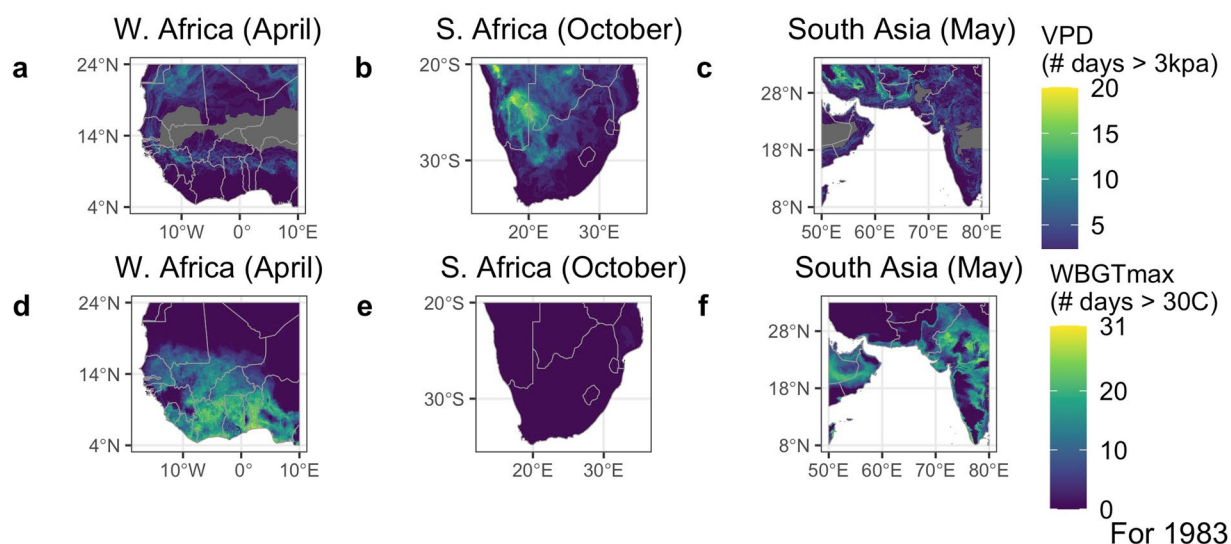 W. Africa (April)
S. Africa (October)
South Asia (May)
VPD
(# days > 3kpa)
a
24°N
14°N
4°N
10°W
0°
10°E
b
20°S
30°S
20°E
30°E
c
28°N
18°N
8°N
50°E
60°E
70°E
80°E
20
15
10
5
W. Africa (April)
S. Africa (October)
South Asia (May)
WBGTmax
(# days > 30C)
d
24°N
14°N
4°N
10°W
0°
10°E
e
20°S
30°S
20°E
30°E
f
28°N
18°N
8°N
50°E
60°E
70°E
80°E
31
20
10
0
For 1983